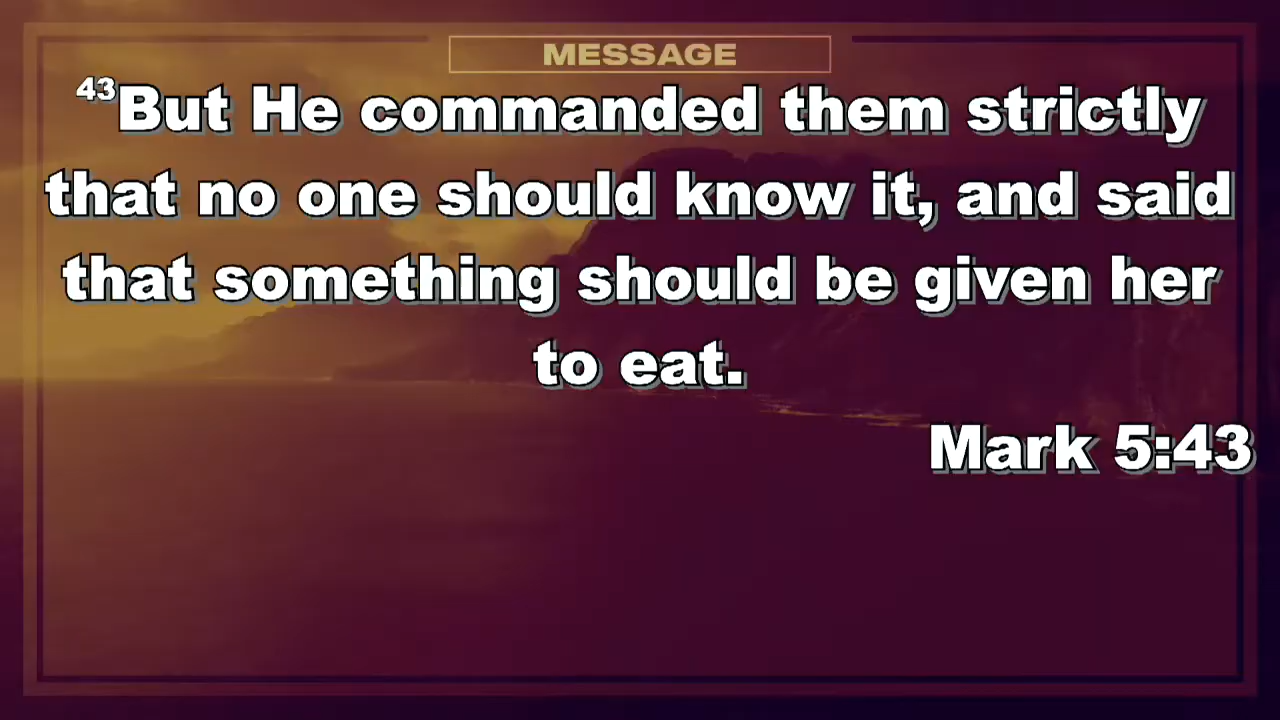 MESSAGE
43But He commanded them strictly
that no one should know it, and said
that something should be given her
to eat.
Mark 5:43